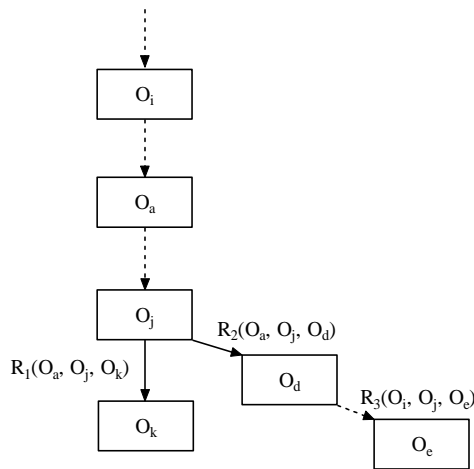 O_i
O_a
O_j
R_2(O_a, O_j, O_d)
R_1(O_a, O_j, O_k)
O_d
R_3(O_i, O_j, O_e)
O_k
O_e